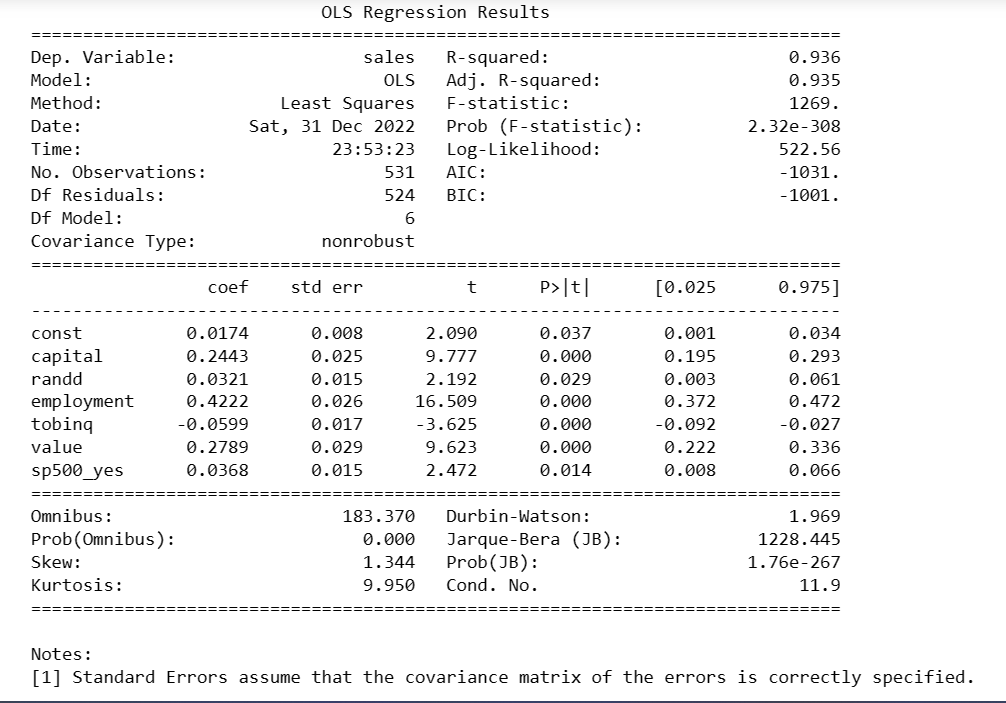 OLS Regression Results
==============================================================================
Dep. Variable:                  sales   R-squared:                       0.936
Model:                            OLS   Adj. R-squared:                  0.935
Method:                 Least Squares   F-statistic:                     1269.
Date:                Sat, 31 Dec 2022   Prob (F-statistic):          2.32e-308
Time:                        23:53:23   Log-Likelihood:                 522.56
No. Observations:                 531   AIC:                            -1031.
Df Residuals:                     524   BIC:                            -1001.
Df Model:                           6
Covariance Type:            nonrobust
==============================================================================
                 coef    std err          t      P>|t|      [0.025      0.975]
------------------------------------------------------------------------------
const          0.0174      0.008      2.090      0.037       0.001       0.034
capital        0.2443      0.025      9.777      0.000       0.195       0.293
randd          0.0321      0.015      2.192      0.029       0.003       0.061
employment     0.4222      0.026     16.509      0.000       0.372       0.472
tobinq        -0.0599      0.017     -3.625      0.000      -0.092      -0.027
value          0.2789      0.029      9.623      0.000       0.222       0.336
sp500_yes      0.0368      0.015      2.472      0.014       0.008       0.066
==============================================================================
Omnibus:                      183.370   Durbin-Watson:                   1.969
Prob(Omnibus):                  0.000   Jarque-Bera (JB):             1228.445
Skew:                           1.344   Prob(JB):                    1.76e-267
Kurtosis:                       9.950   Cond. No.                         11.9
==============================================================================
Notes:
[1] Standard Errors assume that the covariance matrix of the errors is correctly specified.